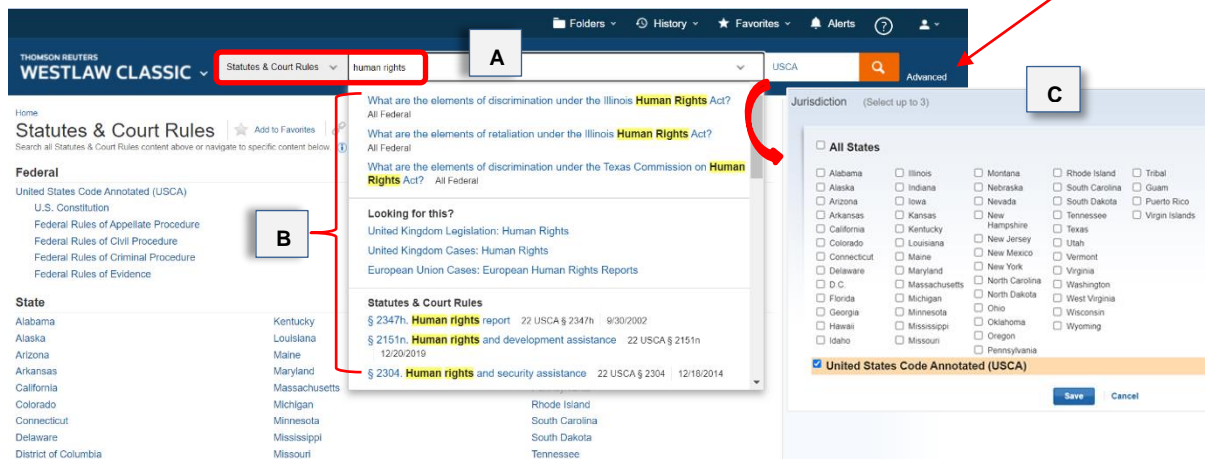 Folders History Favorites Alerts ?
THOMSON REUTERS
WESTLAW CLASSIC
Statutes & Court Rules human rights USCA Advanced
A
Home
Statutes & Court Rules Add to Favorites
Search all Statutes & Court Rules content above or navigate to specific content below.
Federal
United States Code Annotated (USCA)
U.S. Constitution
Federal Rules of Appellate Procedure
Federal Rules of Civil Procedure
Federal Rules of Criminal Procedure
Federal Rules of Evidence
State
Alabama
Alaska
Arizona
Arkansas
California
Colorado
Connecticut
Delaware
District of Columbia
Kentucky
Louisiana
Maine
Maryland
Massachusetts
Michigan
Minnesota
Mississippi
Missouri
Rhode Island
South Carolina
South Dakota
Tennessee
B
What are the elements of discrimination under the Illinois Human Rights Act?
All Federal
What are the elements of retaliation under the Illinois Human Rights Act?
All Federal
What are the elements of discrimination under the Texas Commission on Human
Rights Act? All Federal
Looking for this?
United Kingdom Legislation: Human Rights
United Kingdom Cases: Human Rights
European Union Cases: European Human Rights Reports
Statutes & Court Rules
§ 2347h. Human rights report 22 USCA § 2347h 9/30/2002
§ 2151n. Human rights and development assistance 22 USCA § 2151n
12/20/2019
§ 2304. Human rights and security assistance 22 USCA § 2304 12/18/2014
C
Jurisdiction (Select up to 3)
All States
Alabama
Alaska
Arizona
Arkansas
California
Colorado
Connecticut
Delaware
D.C.
Florida
Georgia
Hawaii
Idaho
Illinois
Indiana
Iowa
Kansas
Kentucky
Louisiana
Maine
Maryland
Massachusetts
Michigan
Minnesota
Mississippi
Missouri
Montana
Nebraska
Nevada
New
Hampshire
New Jersey
New Mexico
New York
North Carolina
North Dakota
Ohio
Oklahoma
Oregon
Pennsylvania
Rhode Island
South Carolina
South Dakota
Tennessee
Texas
Utah
Vermont
Virginia
Washington
West Virginia
Wisconsin
Wyoming
Tribal
Guam
Puerto Rico
Virgin Islands
United States Code Annotated (USCA)
Save Cancel